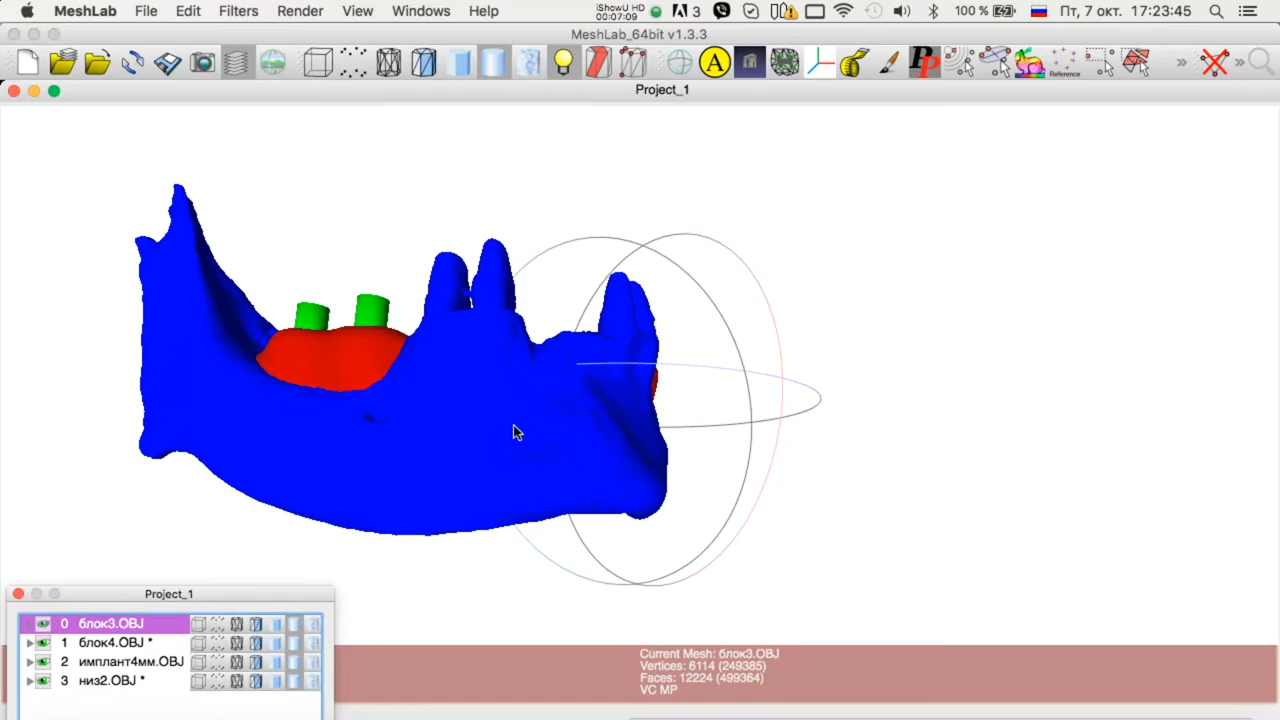 MeshLab File Edit Filters Render View Windows Help iShowU HD 00:07:09 3 100 % Пт, 7 окт. 17:23:45
MeshLab_64bit v1.3.3
A PP Reference » »
Project_1
Project_1
0 блок3.OBJ
1 блок4.OBJ *
2 имплант4мм.OBJ
3 низ2.OBJ *
Current Mesh: блок3.OBJ
Vertices: 6114 (249385)
Faces: 12224 (499364)
VC MP